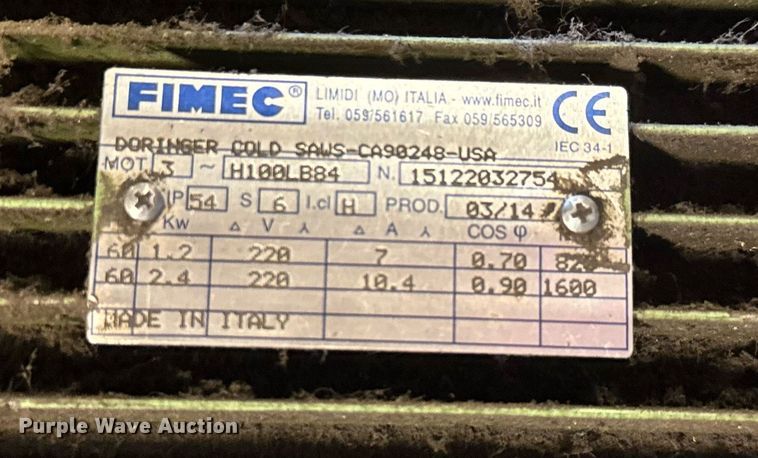 FIMEC®
LIMIDI (MO) ITALIA - www.fimec.it
Tel. 059/561617 Fax 059/565309
CE
IEC 34-1
DORINGER COLD SAWS-CA90248-USA
MOT 3 ~ H100LB84 N. 15122032754
IP 54 S 6 I.cl H PROD. 03/14
Kw Δ V Y Δ A Y COS φ
60 1.2 220 7 0.70
60 2.4 220 10.4 0.90 1600
MADE IN ITALY
Purple Wave Auction